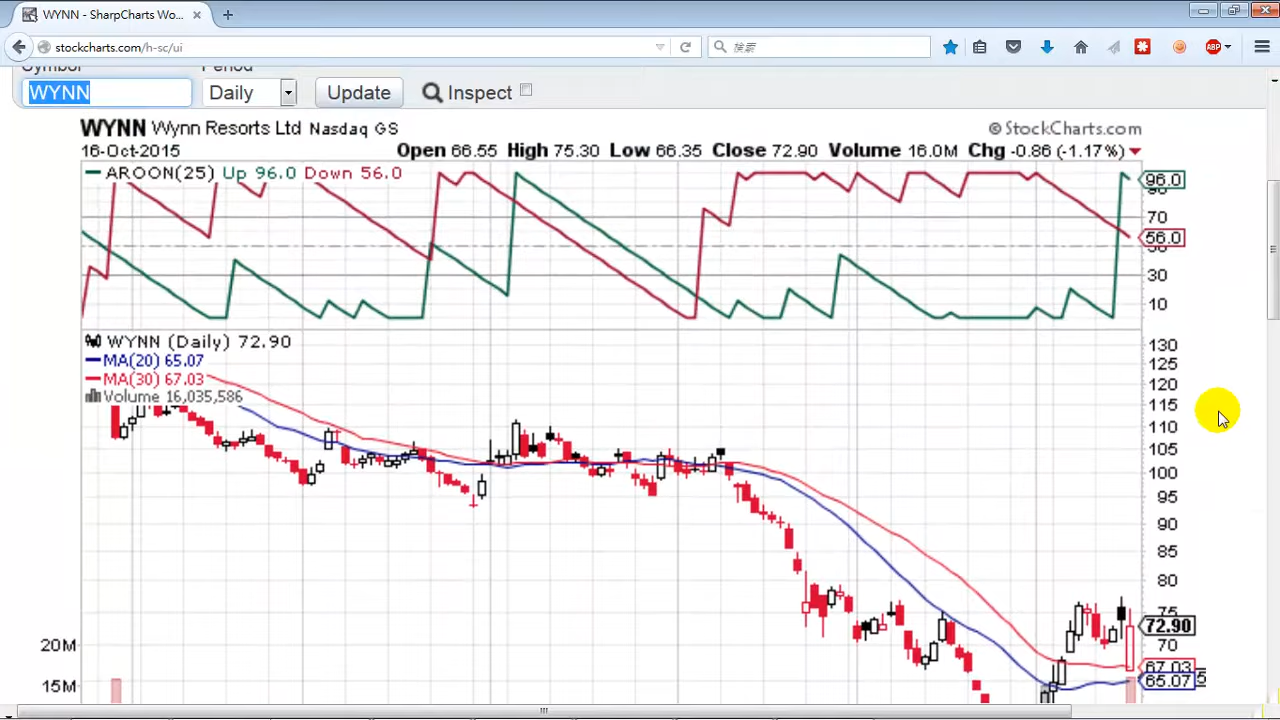 WYNN - SharpCharts Wo...
stockcharts.com/h-sc/ui
搜索
Symbol Period
WYNN Daily Update Inspect
WYNN Wynn Resorts Ltd Nasdaq GS © StockCharts.com
16-Oct-2015 Open 66.55 High 75.30 Low 66.35 Close 72.90 Volume 16.0M Chg -0.86 (-1.17%)
AROON(25) Up 96.0 Down 56.0
96.0
70
56.0
30
10
WYNN (Daily) 72.90
MA(20) 65.07
MA(30) 67.03
Volume 16,035,586
130
125
120
115
110
105
100
95
90
85
80
75
72.90
70
67.03
65.07
20M
15M
ABP